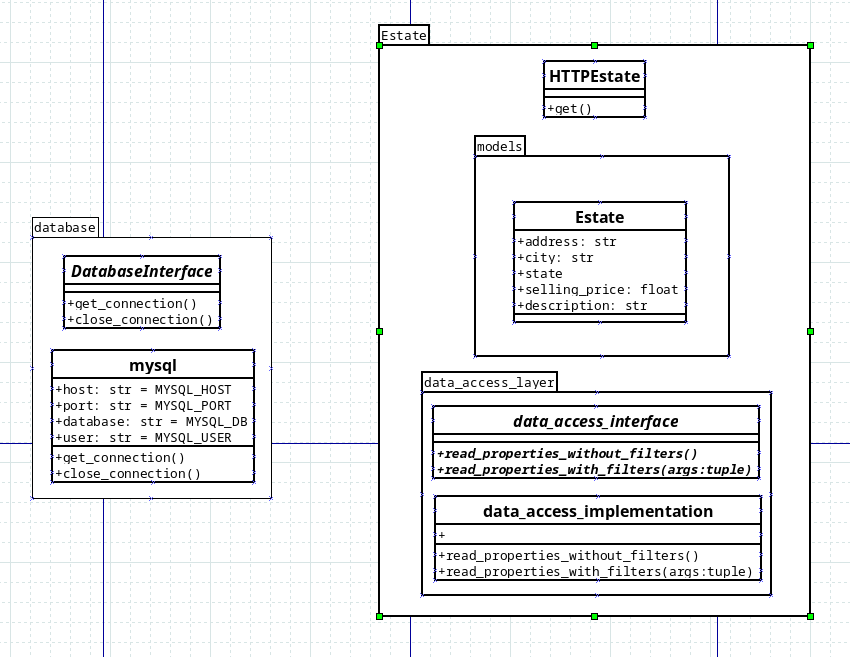 Estate
HTTPEstate
+get()
models
Estate
+address: str
+city: str
+state
+selling_price: float
+description: str
database
DatabaseInterface
+get_connection()
+close_connection()
mysql
+host: str = MYSQL_HOST
+port: str = MYSQL_PORT
+database: str = MYSQL_DB
+user: str = MYSQL_USER
+get_connection()
+close_connection()
data_access_layer
data_access_interface
+read_properties_without_filters()
+read_properties_with_filters(args:tuple)
data_access_implementation
+
+read_properties_without_filters()
+read_properties_with_filters(args:tuple)